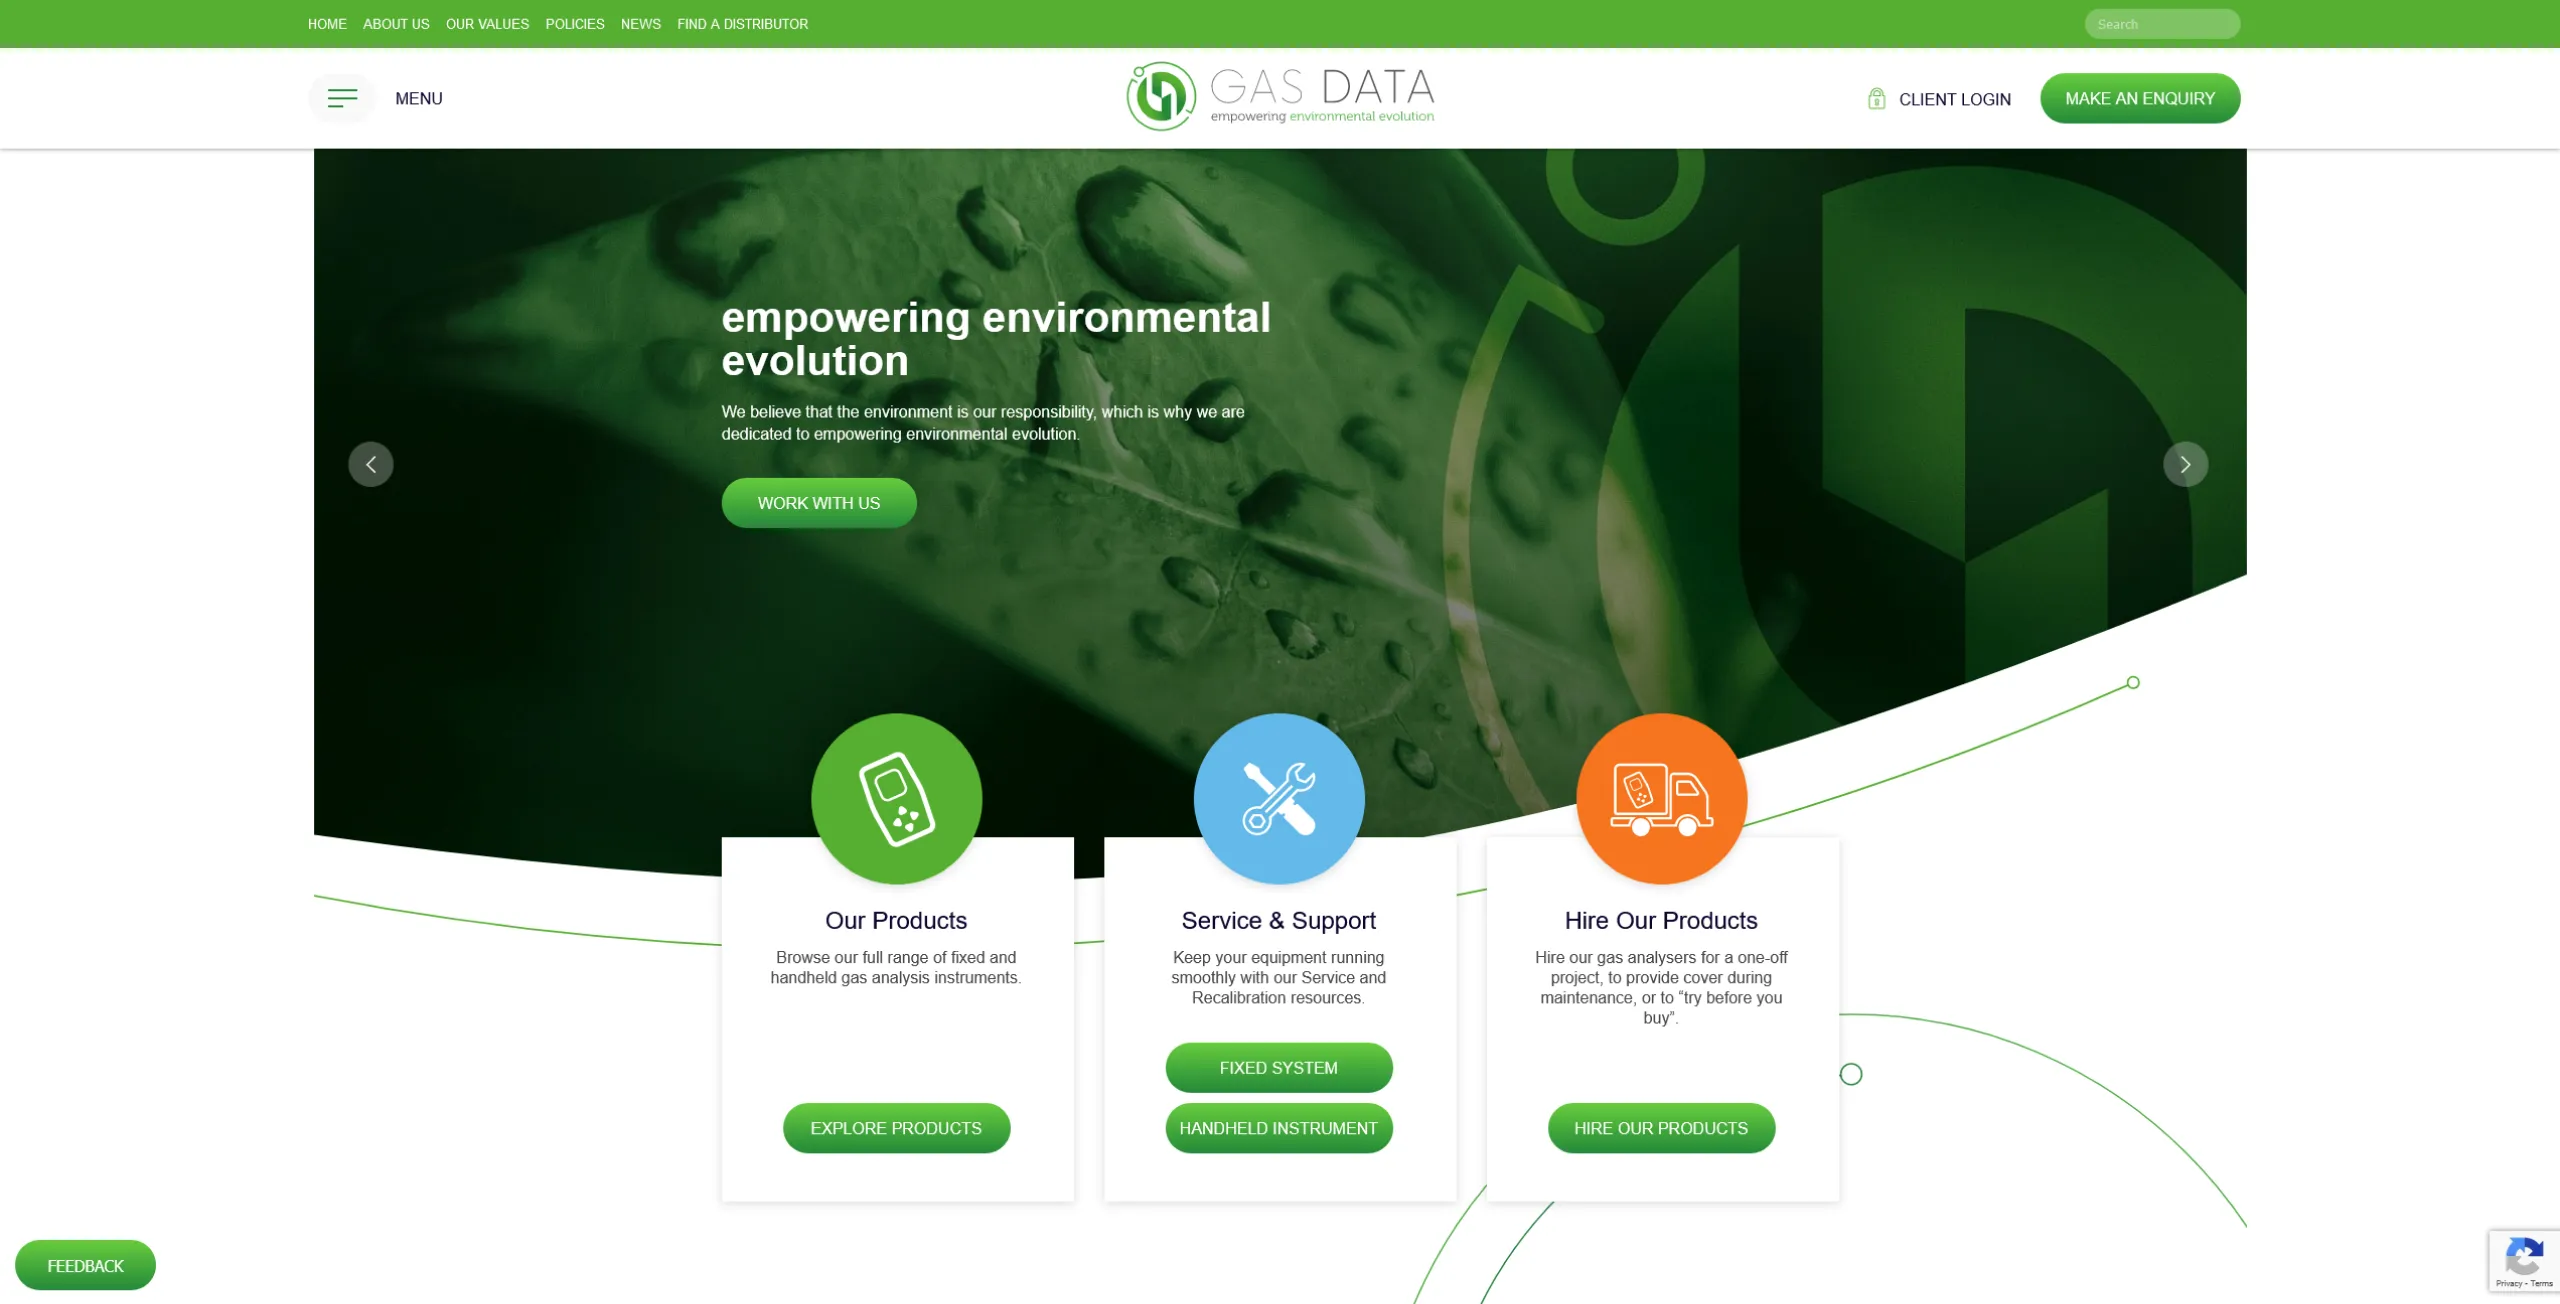 HOME ABOUT US OUR VALUES POLICIES NEWS FIND A DISTRIBUTOR
Search
MENU
GAS DATA
empowering environmental evolution
CLIENT LOGIN
MAKE AN ENQUIRY
empowering environmental
evolution
We believe that the environment is our responsibility, which is why we are
dedicated to empowering environmental evolution.
WORK WITH US
Our Products
Browse our full range of fixed and
handheld gas analysis instruments.
EXPLORE PRODUCTS
Service & Support
Keep your equipment running
smoothly with our Service and
Recalibration resources.
FIXED SYSTEM
HANDHELD INSTRUMENT
Hire Our Products
Hire our gas analysers for a one-off
project, to provide cover during
maintenance, or to “try before you
buy”.
HIRE OUR PRODUCTS
FEEDBACK
Privacy - Terms